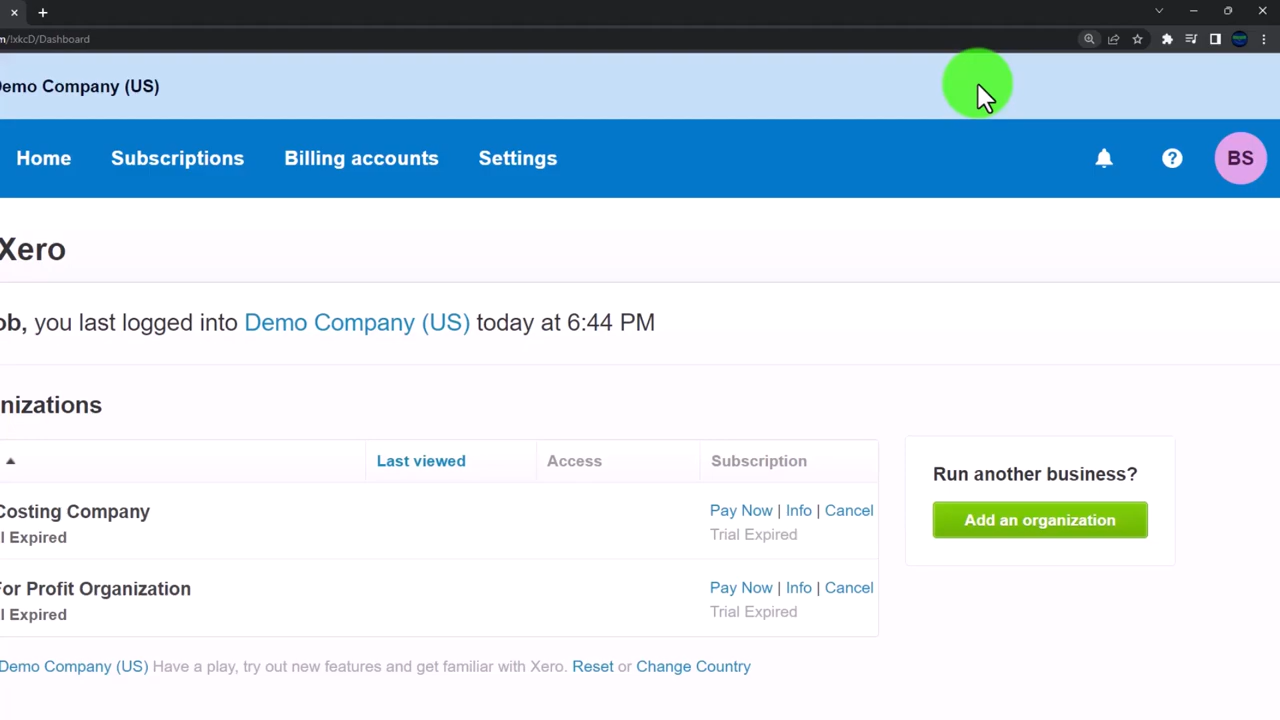 m/!xkcD/Dashboard
Demo Company (US)
Home Subscriptions Billing accounts Settings ? BS
Xero
ob, you last logged into Demo Company (US) today at 6:44 PM
nizations
Last viewed Access Subscription
Run another business?
Costing Company Pay Now | Info | Cancel
l Expired Trial Expired
Add an organization
For Profit Organization Pay Now | Info | Cancel
l Expired Trial Expired
Demo Company (US) Have a play, try out new features and get familiar with Xero. Reset or Change Country